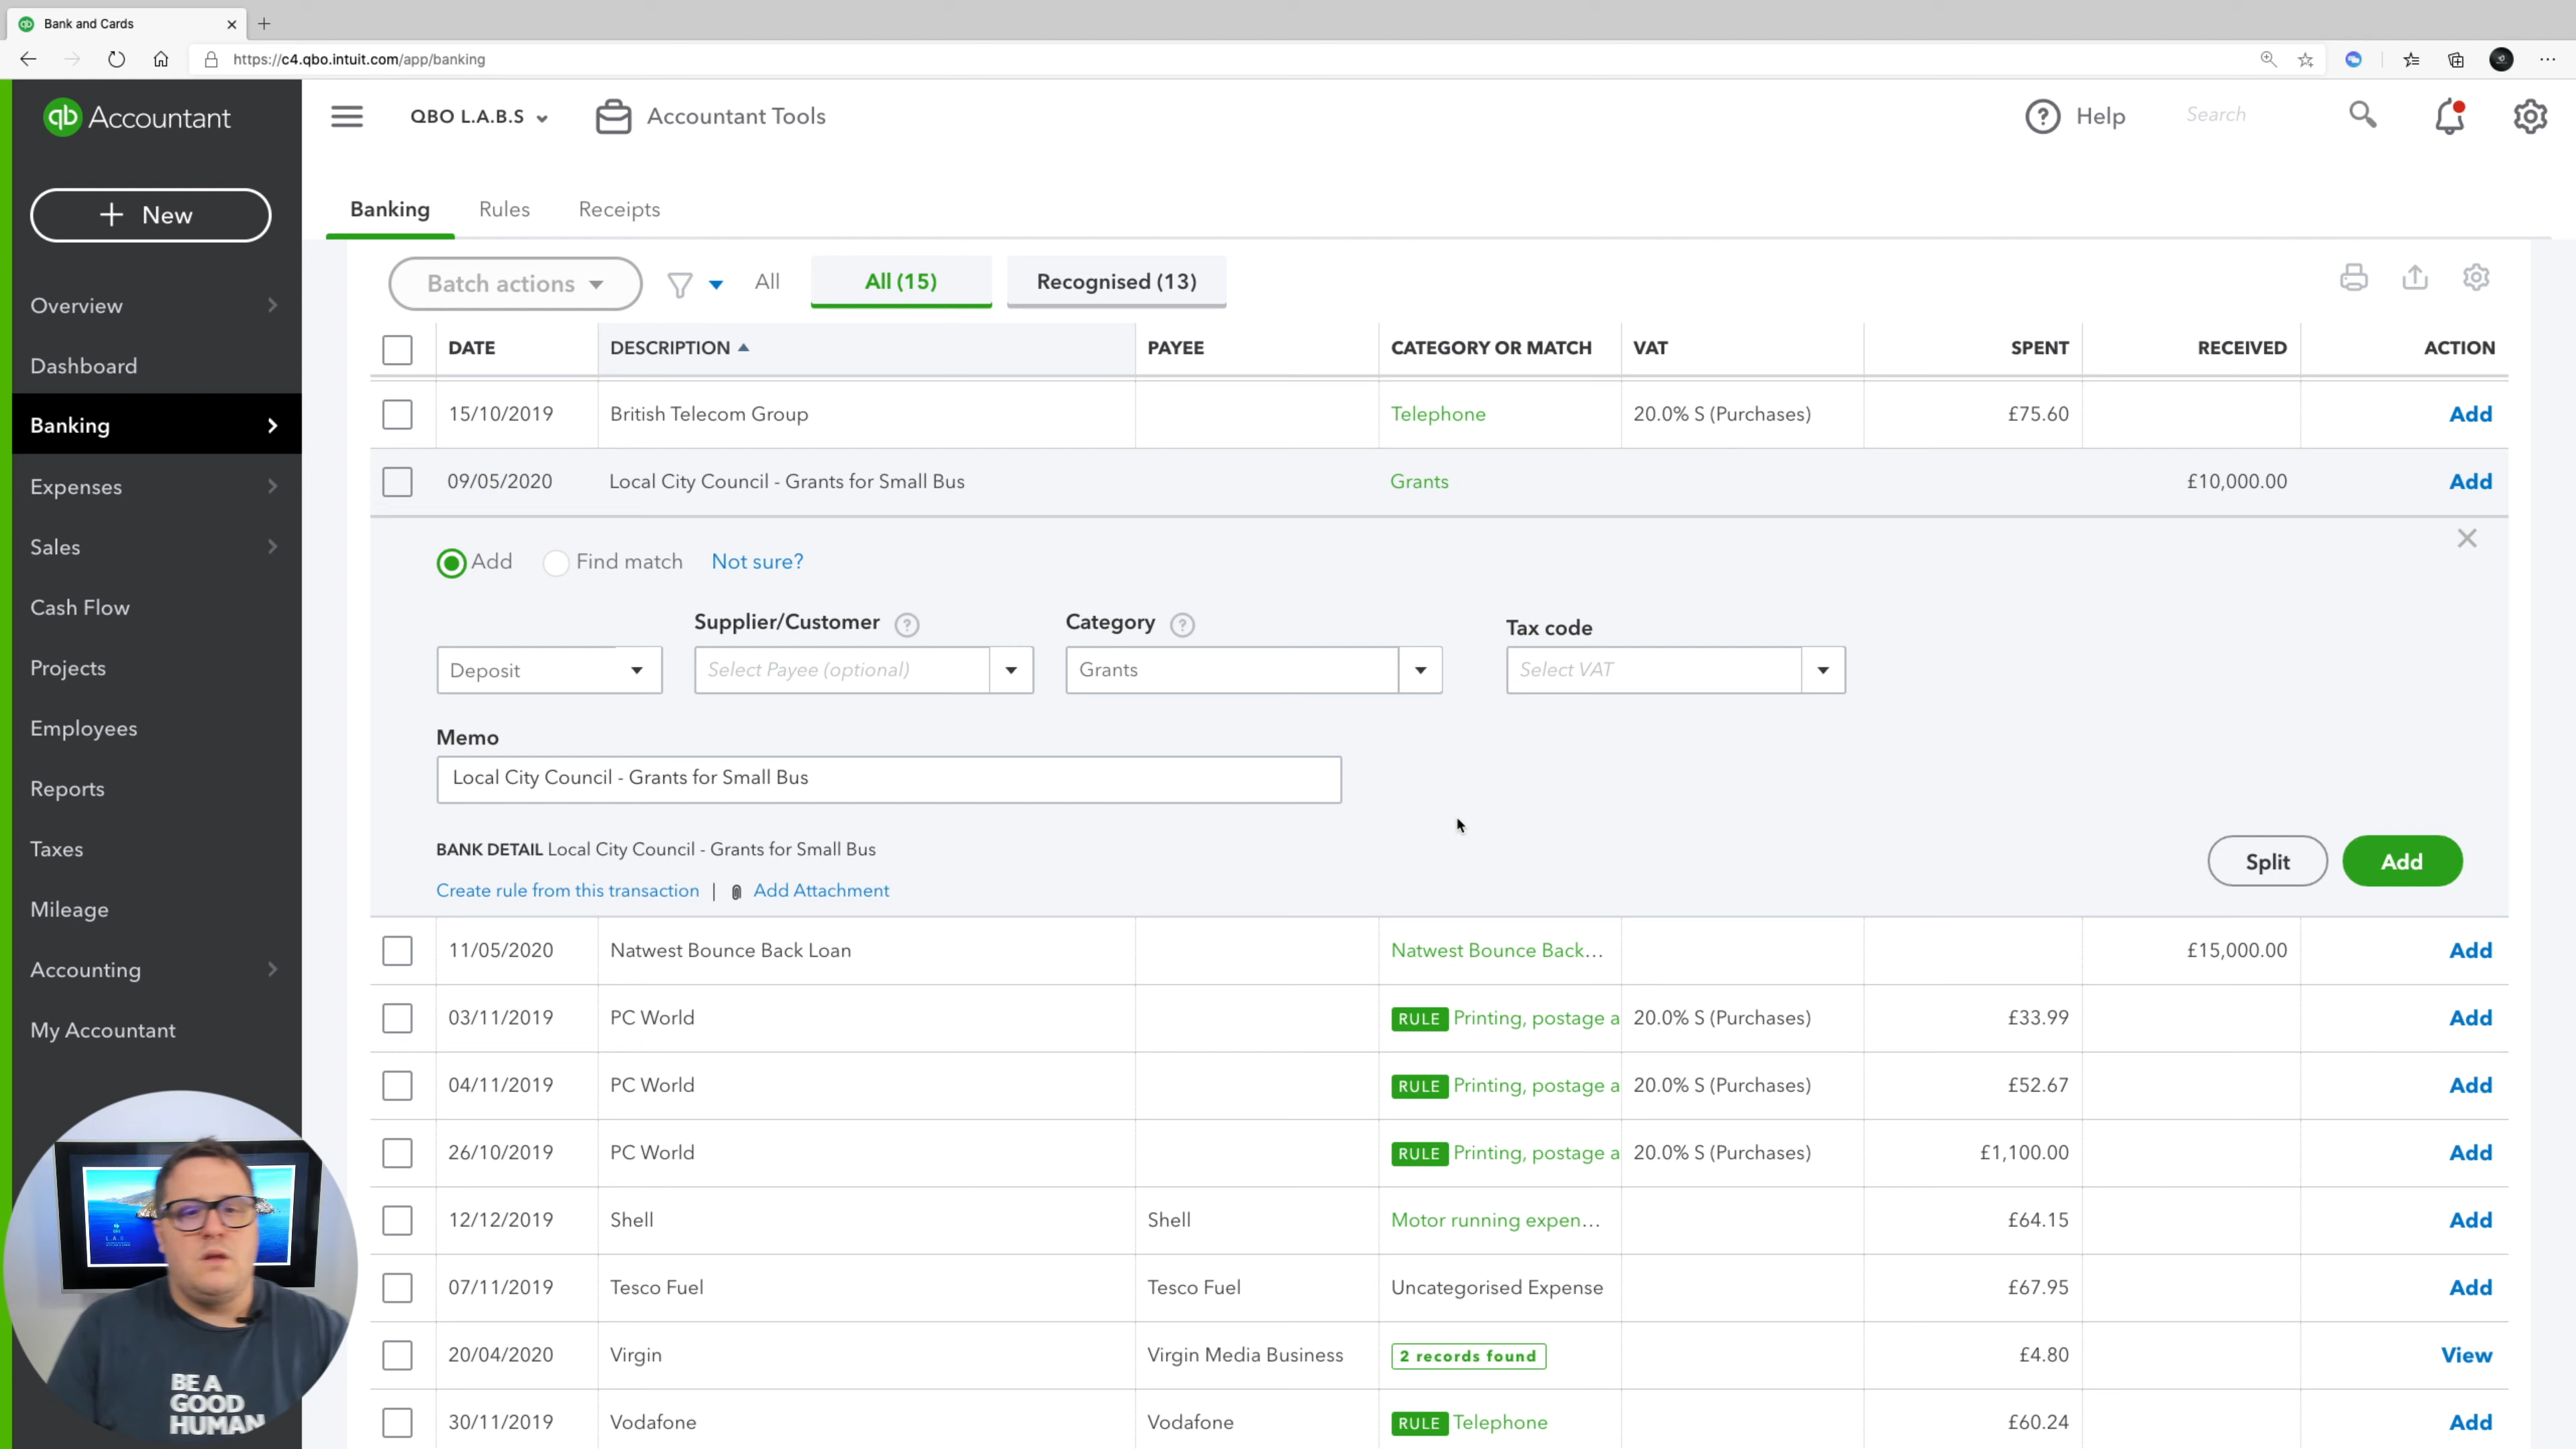 Bank and Cards
https://c4.qbo.intuit.com/app/banking
qb Accountant
QBO L.A.B.S
Accountant Tools
? Help
Search
+ New
Banking Rules Receipts
Overview
Dashboard
Banking
Expenses
Sales
Cash Flow
Projects
Employees
Reports
Taxes
Mileage
Accounting
My Accountant
Batch actions
All
All (15)
Recognised (13)
DATE DESCRIPTION PAYEE CATEGORY OR MATCH VAT SPENT RECEIVED ACTION
15/10/2019 British Telecom Group Telephone 20.0% S (Purchases) £75.60 Add
09/05/2020 Local City Council - Grants for Small Bus Grants £10,000.00 Add
Add Find match Not sure?
Supplier/Customer ? Category ? Tax code
Deposit Select Payee (optional) Grants Select VAT
Memo
Local City Council - Grants for Small Bus
BANK DETAIL Local City Council - Grants for Small Bus
Split Add
Create rule from this transaction | Add Attachment
11/05/2020 Natwest Bounce Back Loan Natwest Bounce Back... £15,000.00 Add
03/11/2019 PC World RULE Printing, postage a 20.0% S (Purchases) £33.99 Add
04/11/2019 PC World RULE Printing, postage a 20.0% S (Purchases) £52.67 Add
26/10/2019 PC World RULE Printing, postage a 20.0% S (Purchases) £1,100.00 Add
12/12/2019 Shell Shell Motor running expen... £64.15 Add
07/11/2019 Tesco Fuel Tesco Fuel Uncategorised Expense £67.95 Add
20/04/2020 Virgin Virgin Media Business 2 records found £4.80 View
30/11/2019 Vodafone Vodafone RULE Telephone £60.24 Add
BE A
GOOD
HUMAN